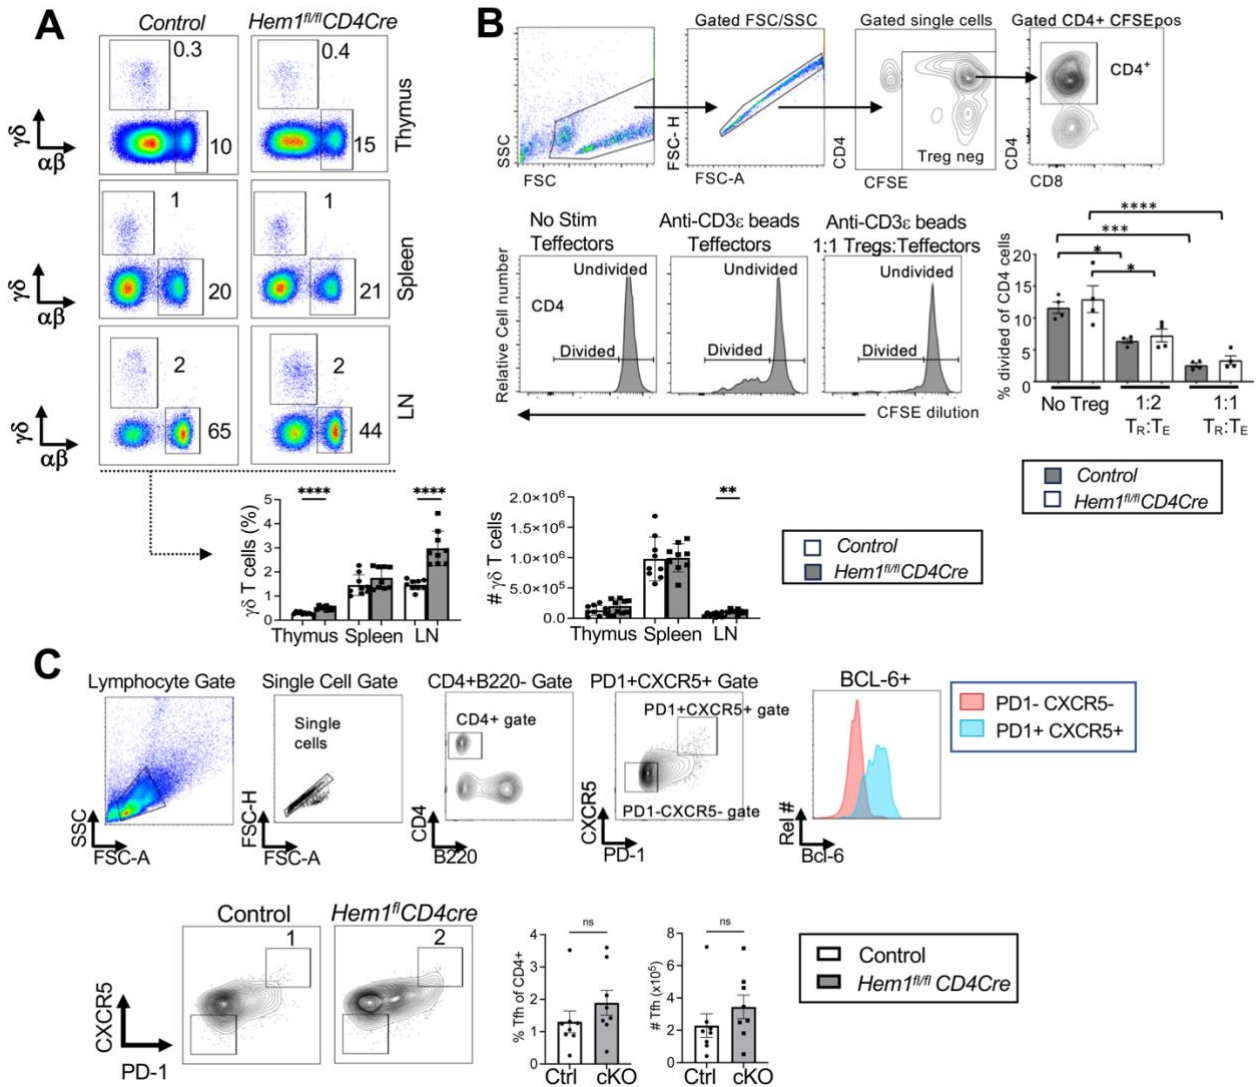 A
Control
Hem1fl/flCD4Cre
0.3
0.4
10
15
Thymus
γδ
αβ
1
1
20
21
Spleen
γδ
αβ
2
2
65
44
LN
γδ
αβ
γδ T cells (%)
5
4
3
2
1
0
****
****
Thymus
Spleen
LN
# γδ T cells
2.0×10⁶
1.5×10⁶
1.0×10⁶
5.0×10⁵
0.0
**
Thymus
Spleen
LN
Control
Hem1fl/flCD4Cre
B
Gated FSC/SSC
Gated single cells
Gated CD4+ CFSEpos
SSC
FSC
FSC- H
FSC-A
CD4
CFSE
Treg neg
CD4
CD8
CD4⁺
No Stim
Teffectors
Anti-CD3ε beads
Teffectors
Anti-CD3ε beads
1:1 Tregs:Teffectors
Relative Cell number
Undivided
CD4
Divided
Undivided
Divided
Undivided
Divided
CFSE dilution
****
***
*
*
% divided of CD4 cells
20
15
10
5
0
No Treg
1:2
TR:TE
1:1
TR:TE
Control
Hem1fl/flCD4Cre
C
Lymphocyte Gate
Single Cell Gate
CD4+B220- Gate
PD1+CXCR5+ Gate
BCL-6+
SSC
FSC-A
Single
cells
FSC-H
FSC-A
CD4+ gate
CD4
B220
PD1+CXCR5+ gate
PD1-CXCR5- gate
CXCR5
PD-1
Rel #
Bcl-6
PD1- CXCR5-
PD1+ CXCR5+
Control
Hem1flCD4cre
1
2
CXCR5
PD-1
% Tfh of CD4+
4
3
2
1
0
ns
Ctrl
cKO
# Tfh (x10⁵)
8
6
4
2
0
ns
Ctrl
cKO
Control
Hem1fl/fl CD4Cre